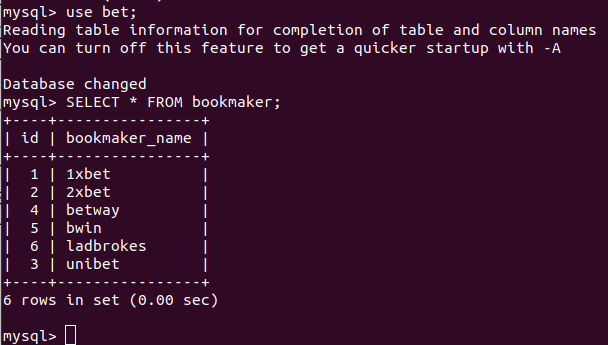 mysql> use bet;
Reading table information for completion of table and column names
You can turn off this feature to get a quicker startup with -A
Database changed
mysql> SELECT * FROM bookmaker;
+----+----------------+
| id | bookmaker_name |
+----+----------------+
|  1 | 1xbet          |
|  2 | 2xbet          |
|  4 | betway         |
|  5 | bwin           |
|  6 | ladbrokes      |
|  3 | unibet         |
+----+----------------+
6 rows in set (0.00 sec)
mysql>